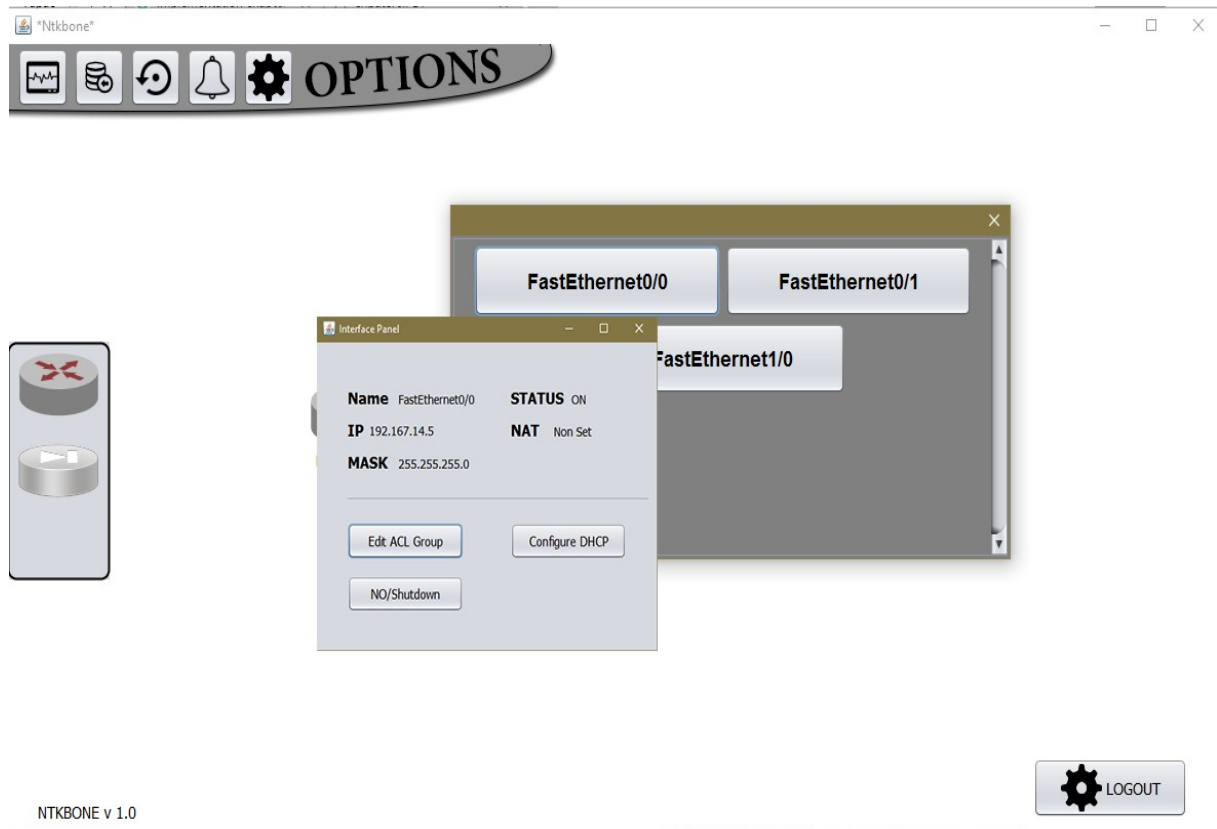 *Ntkbone*
OPTIONS
FastEthernet0/0
FastEthernet0/1
FastEthernet1/0
Interface Panel
Name FastEthernet0/0 STATUS ON
IP 192.167.14.5 NAT Non Set
MASK 255.255.255.0
Edit ACL Group
Configure DHCP
NO/Shutdown
LOGOUT
NTKBONE v 1.0